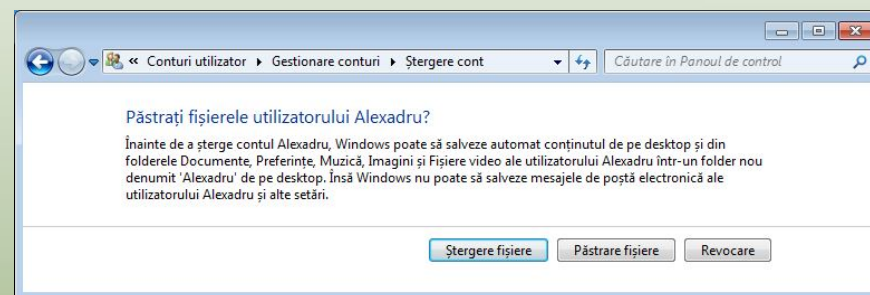 « Conturi utilizator ▸ Gestionare conturi ▸ Ștergere cont
Căutare în Panoul de control
Păstrați fișierele utilizatorului Alexadru?
Înainte de a șterge contul Alexadru, Windows poate să salveze automat conținutul de pe desktop și din
folderele Documente, Preferințe, Muzică, Imagini și Fișiere video ale utilizatorului Alexadru într-un folder nou
denumit 'Alexadru' de pe desktop. Însă Windows nu poate să salveze mesajele de poștă electronică ale
utilizatorului Alexadru și alte setări.
Ștergere fișiere
Păstrare fișiere
Revocare